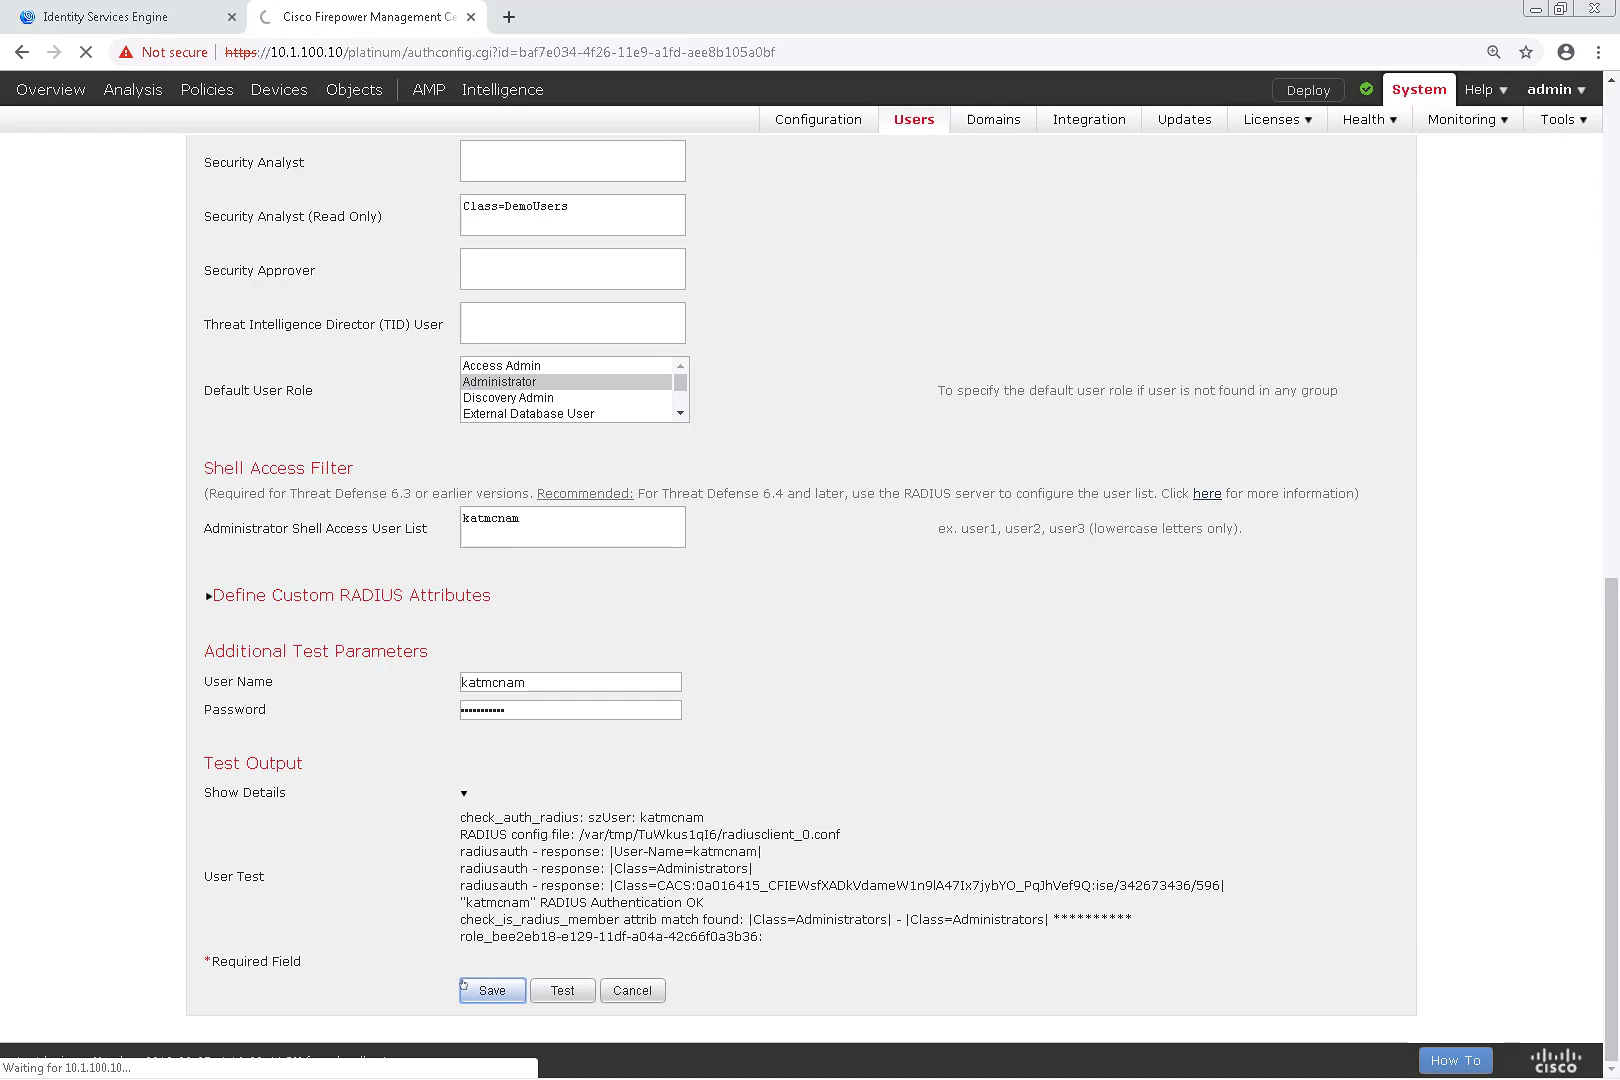 Identity Services Engine
Cisco Firepower Management Ce
Not secure
https://10.1.100.10/platinum/authconfig.cgi?id=baf7e034-4f26-11e9-a1fd-aee8b105a0bf
Overview Analysis Policies Devices Objects AMP Intelligence Deploy System Help admin
Configuration Users Domains Integration Updates Licenses Health Monitoring Tools
Security Analyst
Security Analyst (Read Only) Class=DemoUsers
Security Approver
Threat Intelligence Director (TID) User
Default User Role
Access Admin
Administrator
Discovery Admin
External Database User
To specify the default user role if user is not found in any group
Shell Access Filter
(Required for Threat Defense 6.3 or earlier versions. Recommended: For Threat Defense 6.4 and later, use the RADIUS server to configure the user list. Click here for more information)
Administrator Shell Access User List katmcnam ex. user1, user2, user3 (lowercase letters only).
Define Custom RADIUS Attributes
Additional Test Parameters
User Name katmcnam
Password •••••••••••
Test Output
Show Details
User Test
check_auth_radius: szUser: katmcnam
RADIUS config file: /var/tmp/TuWkus1qI6/radiusclient_0.conf
radiusauth - response: |User-Name=katmcnam|
radiusauth - response: |Class=Administrators|
radiusauth - response: |Class=CACS:0a016415_CFIEWsfXADkVdameW1n9lA47Ix7jybYO_PqJhVef9Q:ise/342673436/596|
"katmcnam" RADIUS Authentication OK
check_is_radius_member attrib match found: |Class=Administrators| - |Class=Administrators| **********
role_bee2eb18-e129-11df-a04a-42c66f0a3b36:
*Required Field
Save Test Cancel
Waiting for 10.1.100.10...
How To
cisco